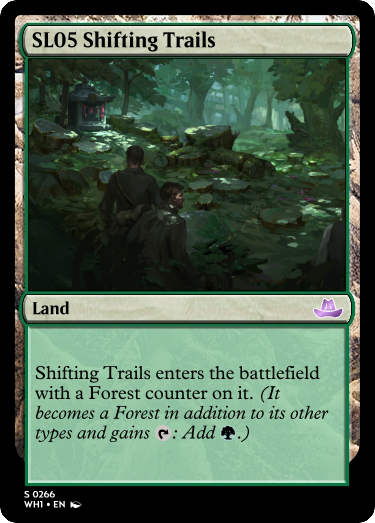 SL05 Shifting Trails
Land
Shifting Trails enters the battlefield
with a Forest counter on it. (It
becomes a Forest in addition to its other
types and gains : Add .)
S 0266
WH1 • EN